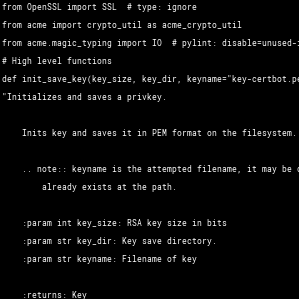 from OpenSSL import SSL  # type: ignore
from acme import crypto_util as acme_crypto_util
from acme.magic_typing import IO  # pylint: disable=unused-
# High level functions
def init_save_key(key_size, key_dir, keyname="key-certbot.pe
"Initializes and saves a privkey.
Inits key and saves it in PEM format on the filesystem.
.. note:: keyname is the attempted filename, it may be
already exists at the path.
:param int key_size: RSA key size in bits
:param str key_dir: Key save directory.
:param str keyname: Filename of key
:returns: Key